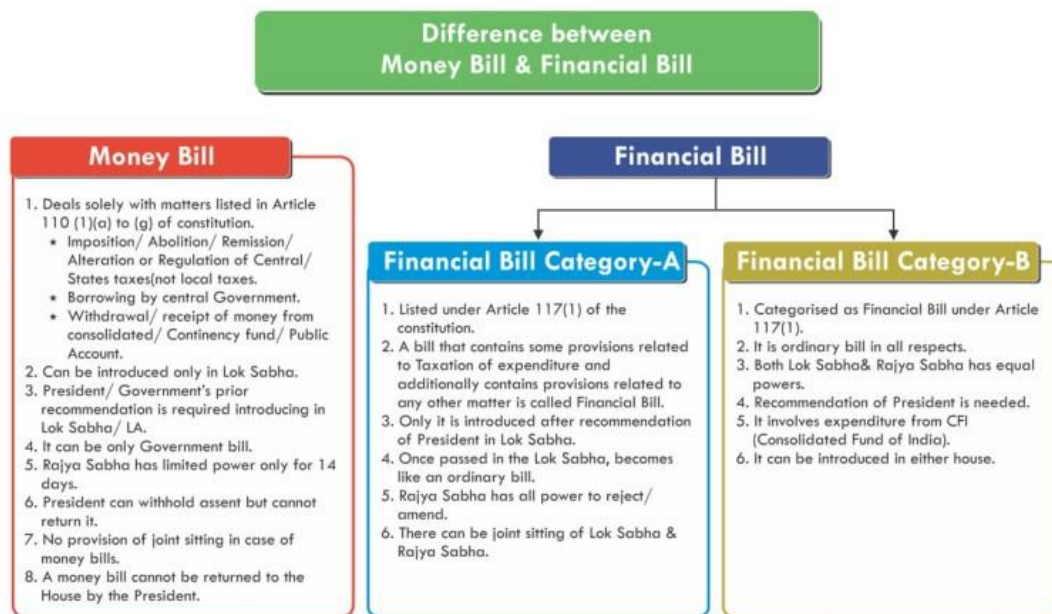 Difference between
Money Bill & Financial Bill
Money Bill
1. Deals solely with matters listed in Article
110 (1)(a) to (g) of constitution.
★ Imposition/ Abolition/ Remission/
Alteration or Regulation of Central/
States taxes(not local taxes.
★ Borrowing by central Government.
★ Withdrawal/ receipt of money from
consolidated/ Continency fund/ Public
Account.
2. Can be introduced only in Lok Sabha.
3. President/ Government's prior
recommendation is required introducing in
Lok Sabha/ LA.
4. It can be only Government bill.
5. Rajya Sabha has limited power only for 14
days.
6. President can withhold assent but cannot
return it.
7. No provision of joint sitting in case of
money bills.
8. A money bill cannot be returned to the
House by the President.
Financial Bill
Financial Bill Category-A
1. Listed under Article 117(1) of the
constitution.
2. A bill that contains some provisions
related to Taxation of expenditure and
additionally contains provisions related to
any other matter is called Financial Bill.
3. Only it is introduced after recommendation
of President in Lok Sabha.
4. Once passed in the Lok Sabha, becomes
like an ordinary bill.
5. Rajya Sabha has all power to reject/
amend.
6. There can be joint sitting of Lok Sabha &
Rajya Sabha.
Financial Bill Category-B
1. Categorised as Financial Bill under Article
117(1).
2. It is ordinary bill in all respects.
3. Both Lok Sabha& Rajya Sabha has equal
powers.
4. Recommendation of President is needed.
5. It involves expenditure from CFI
(Consolidated Fund of India).
6. It can be introduced in either house.